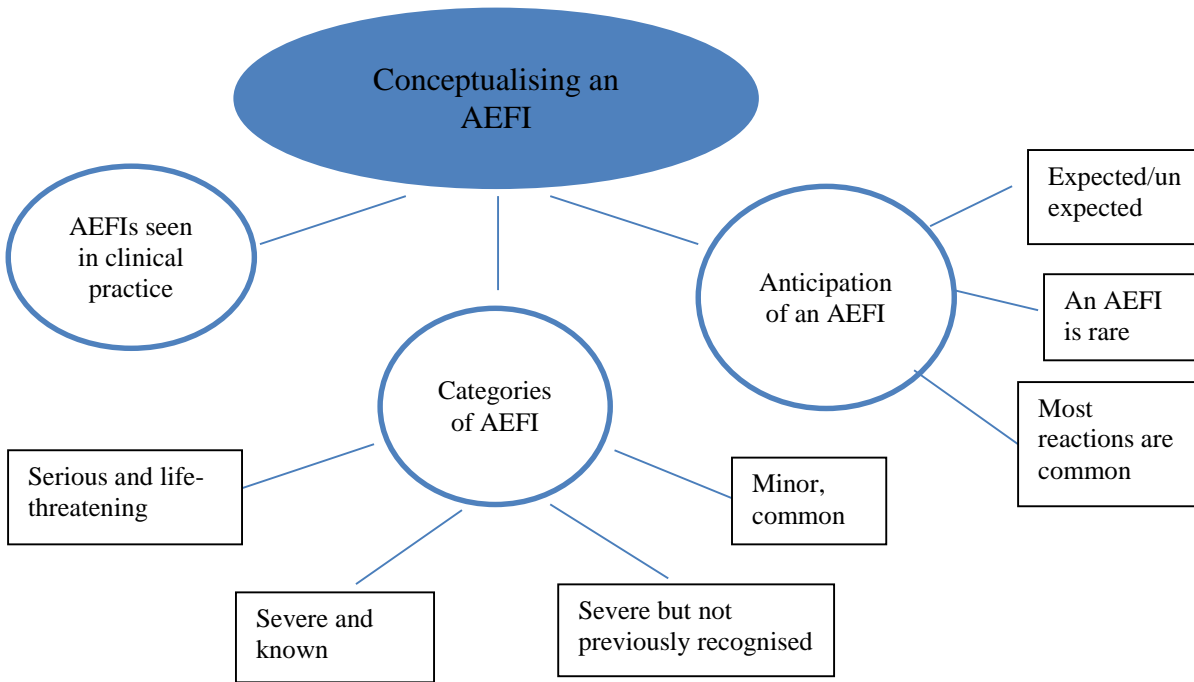 Conceptualising an
AEFI
AEFIs seen
in clinical
practice
Categories
of AEFI
Anticipation
of an AEFI
Expected/un
expected
An AEFI
is rare
Most
reactions are
common
Serious and life-
threatening
Severe and
known
Severe but not
previously recognised
Minor,
common